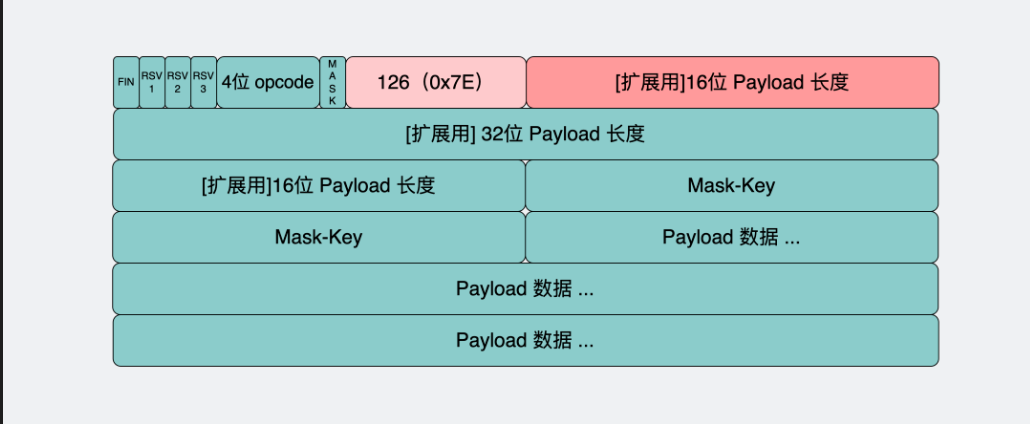 FIN RSV 1 RSV 2 RSV 3 4位 opcode MASK 126（0x7E） [扩展用]16位 Payload 长度
[扩展用] 32位 Payload 长度
[扩展用]16位 Payload 长度 Mask-Key
Mask-Key Payload 数据 ...
Payload 数据 ...
Payload 数据 ...